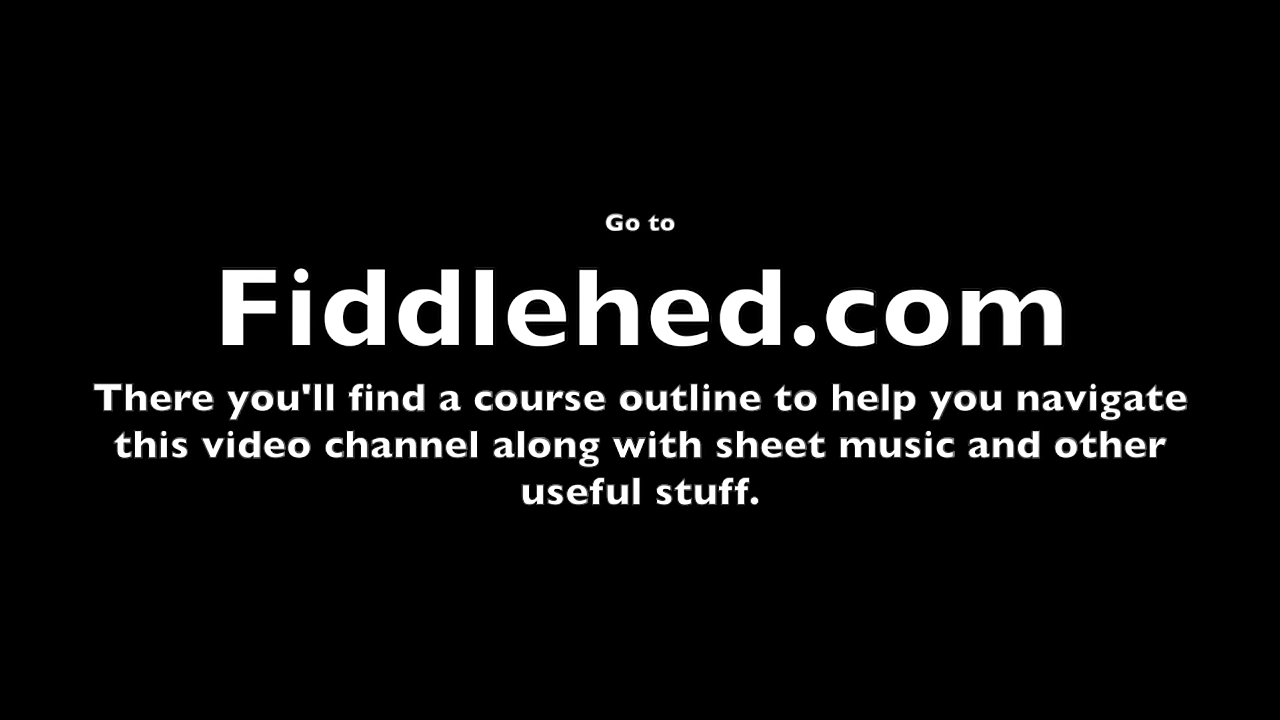 Go to
Fiddlehed.com
There you'll find a course outline to help you navigate
this video channel along with sheet music and other
useful stuff.